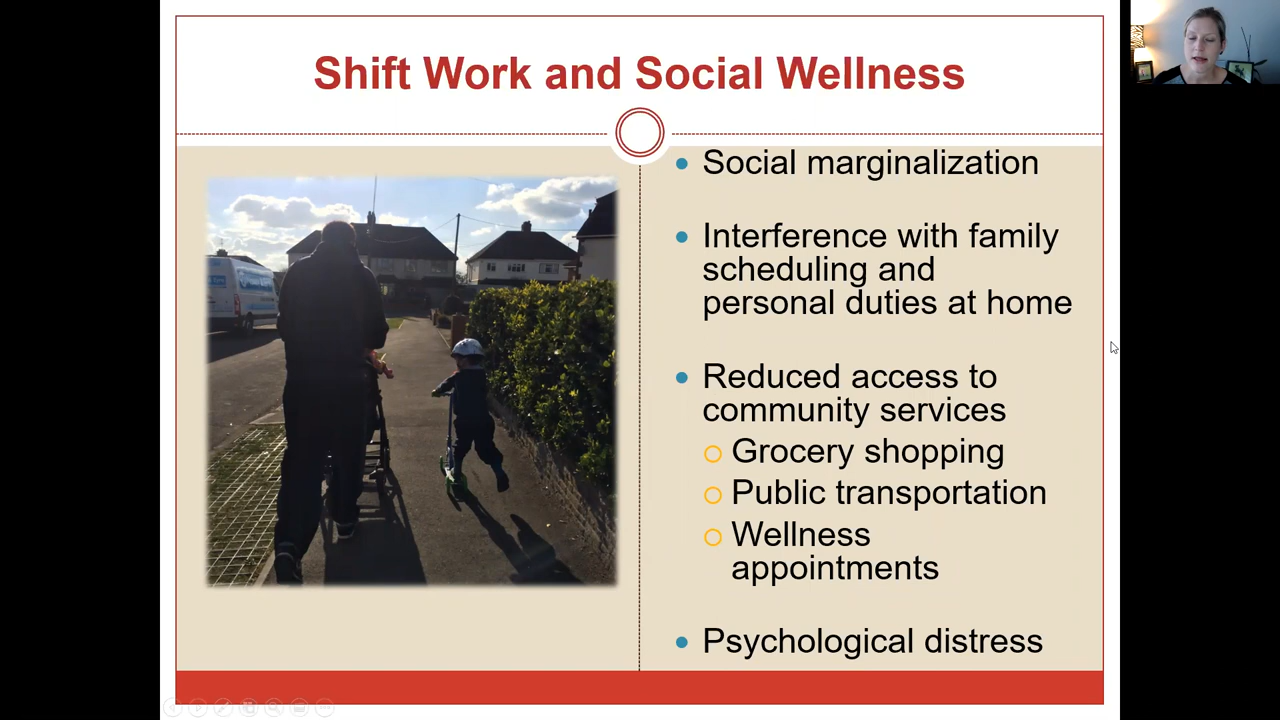 Shift Work and Social Wellness
Social marginalization
Interference with family
scheduling and
personal duties at home
Reduced access to
community services
Grocery shopping
Public transportation
Wellness
appointments
Psychological distress